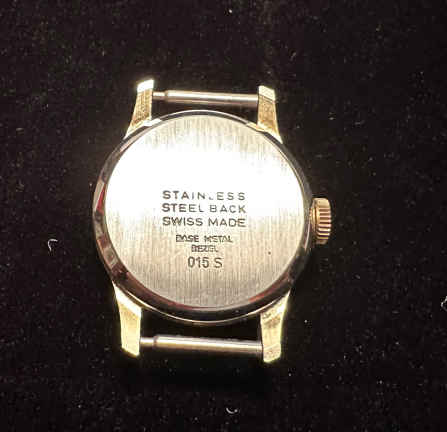 STAINLESS
STEEL BACK
SWISS MADE
BASE METAL
BEZEL
015 S